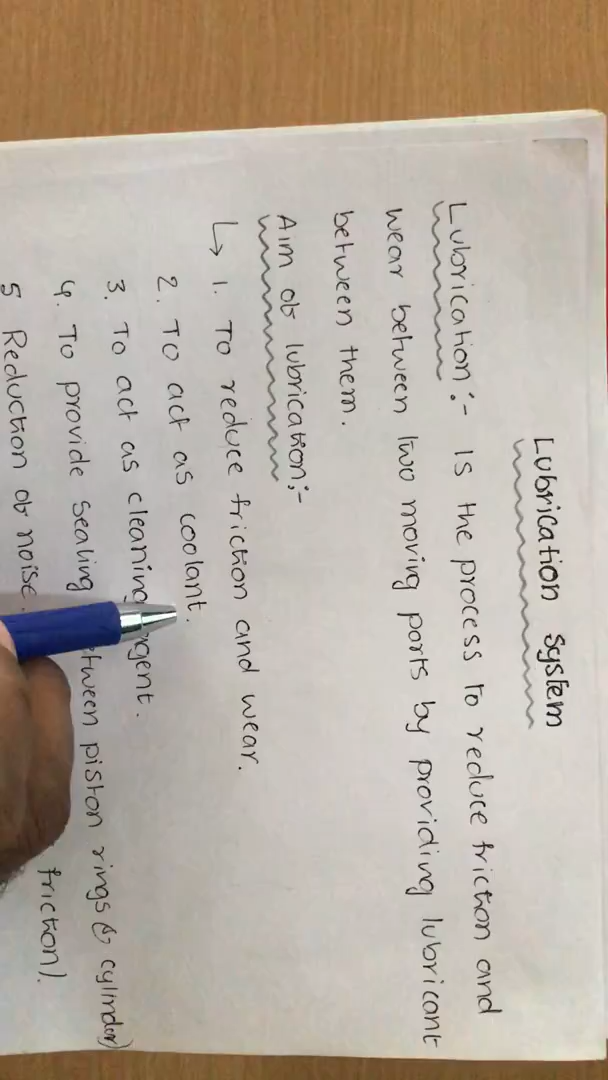 Lubrication System
Lubrication:- Is the process to reduce friction and
wear between two moving parts by providing lubricant
between them.
Aim of lubrication:-
↳ 1. To reduce friction and wear.
2. To act as coolant.
3. To act as cleaning agent.
4. To provide sealing between piston rings & cylinder)
friction).
5 Reduction of noise.